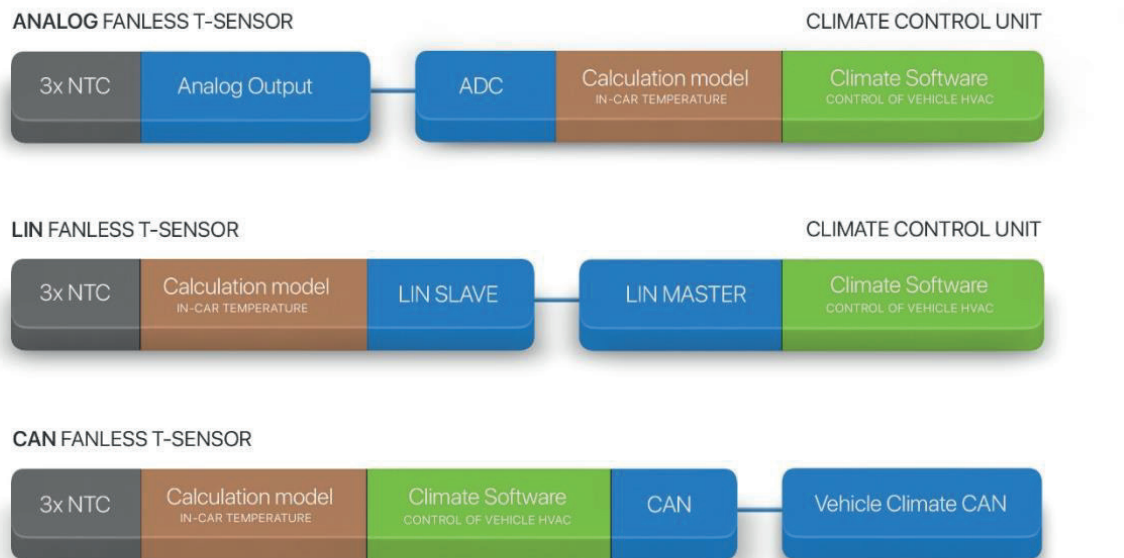 ANALOG FANLESS T-SENSOR
CLIMATE CONTROL UNIT
3x NTC
Analog Output
ADC
Calculation model
IN-CAR TEMPERATURE
Climate Software
CONTROL OF VEHICLE HVAC
LIN FANLESS T-SENSOR
CLIMATE CONTROL UNIT
3x NTC
Calculation model
IN-CAR TEMPERATURE
LIN SLAVE
LIN MASTER
Climate Software
CONTROL OF VEHICLE HVAC
CAN FANLESS T-SENSOR
3x NTC
Calculation model
IN-CAR TEMPERATURE
Climate Software
CONTROL OF VEHICLE HVAC
CAN
Vehicle Climate CAN